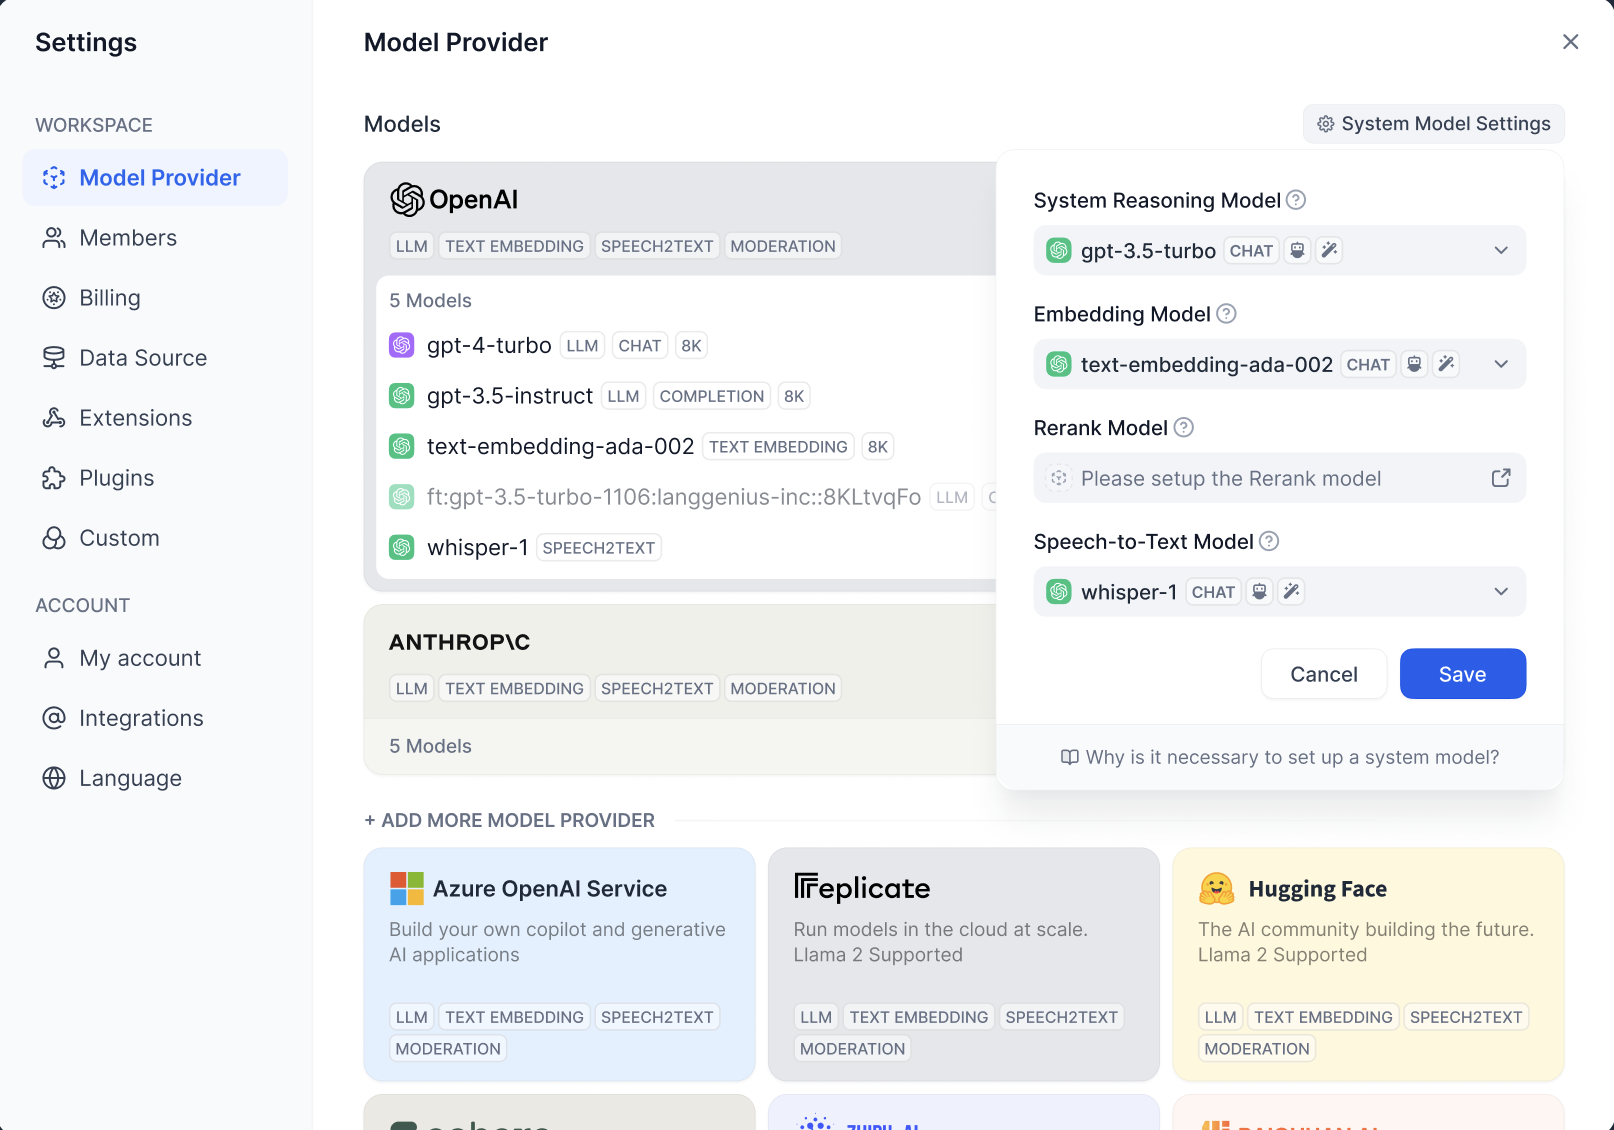 Settings
WORKSPACE
Model Provider
Members
Billing
Data Source
Extensions
Plugins
Custom
ACCOUNT
My account
Integrations
Language
Model Provider
Models
System Model Settings
OpenAI
LLM TEXT EMBEDDING SPEECH2TEXT MODERATION
5 Models
gpt-4-turbo LLM CHAT 8K
gpt-3.5-instruct LLM COMPLETION 8K
text-embedding-ada-002 TEXT EMBEDDING 8K
ft:gpt-3.5-turbo-1106:langgenius-inc::8KLtvqFo LLM
whisper-1 SPEECH2TEXT
ANTHROP\C
LLM TEXT EMBEDDING SPEECH2TEXT MODERATION
5 Models
System Reasoning Model
gpt-3.5-turbo CHAT
Embedding Model
text-embedding-ada-002 CHAT
Rerank Model
Please setup the Rerank model
Speech-to-Text Model
whisper-1 CHAT
Cancel Save
Why is it necessary to set up a system model?
+ ADD MORE MODEL PROVIDER
Azure OpenAI Service
Build your own copilot and generative
AI applications
LLM TEXT EMBEDDING SPEECH2TEXT
MODERATION
Replicate
Run models in the cloud at scale.
Llama 2 Supported
LLM TEXT EMBEDDING SPEECH2TEXT
MODERATION
Hugging Face
The AI community building the future.
Llama 2 Supported
LLM TEXT EMBEDDING SPEECH2TEXT
MODERATION